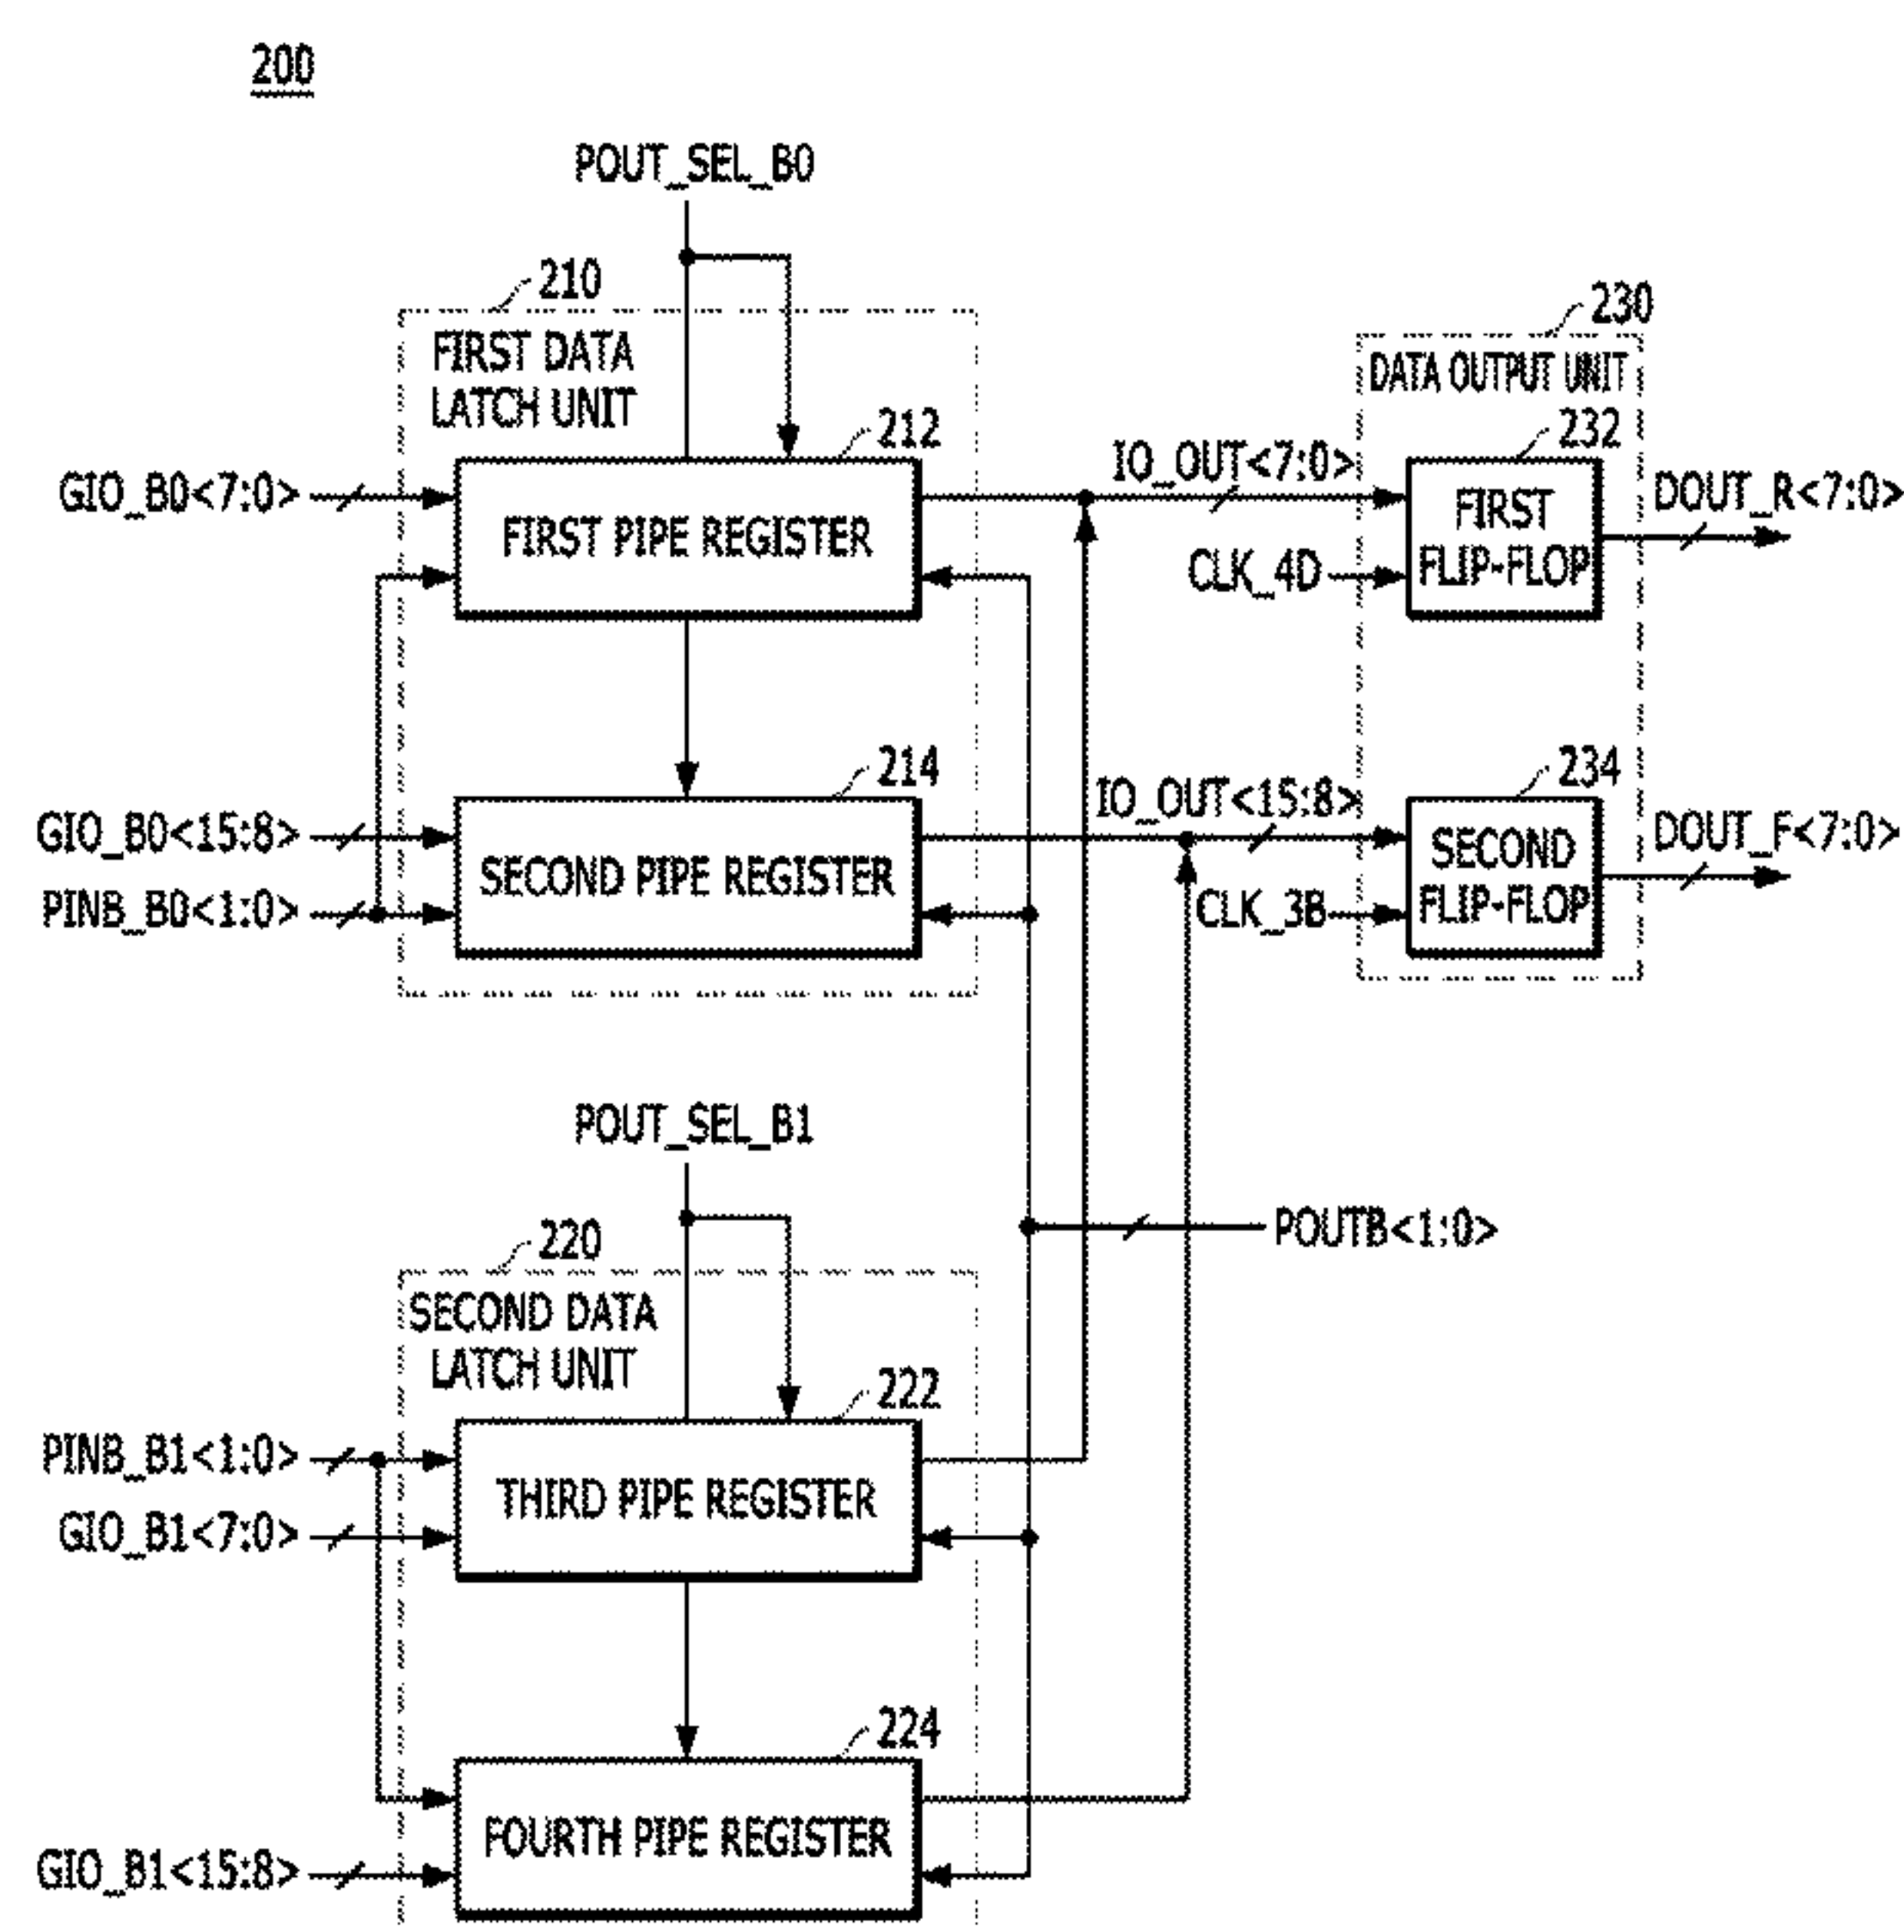 200
POUT_SEL_B0
210
FIRST DATA
LATCH UNIT
212
GIO_B0<7:0>
FIRST PIPE REGISTER
214
GIO_B0<15:8>
PINB_B0<1:0>
SECOND PIPE REGISTER
230
DATA OUTPUT UNIT
232
IO_OUT<7:0>
CLK_4D
FIRST
FLIP-FLOP
DOUT_R<7:0>
234
IO_OUT<15:8>
CLK_3B
SECOND
FLIP-FLOP
DOUT_F<7:0>
POUT_SEL_B1
POUTB<1:0>
220
SECOND DATA
LATCH UNIT
222
PINB_B1<1:0>
GIO_B1<7:0>
THIRD PIPE REGISTER
224
FOURTH PIPE REGISTER
GIO_B1<15:8>